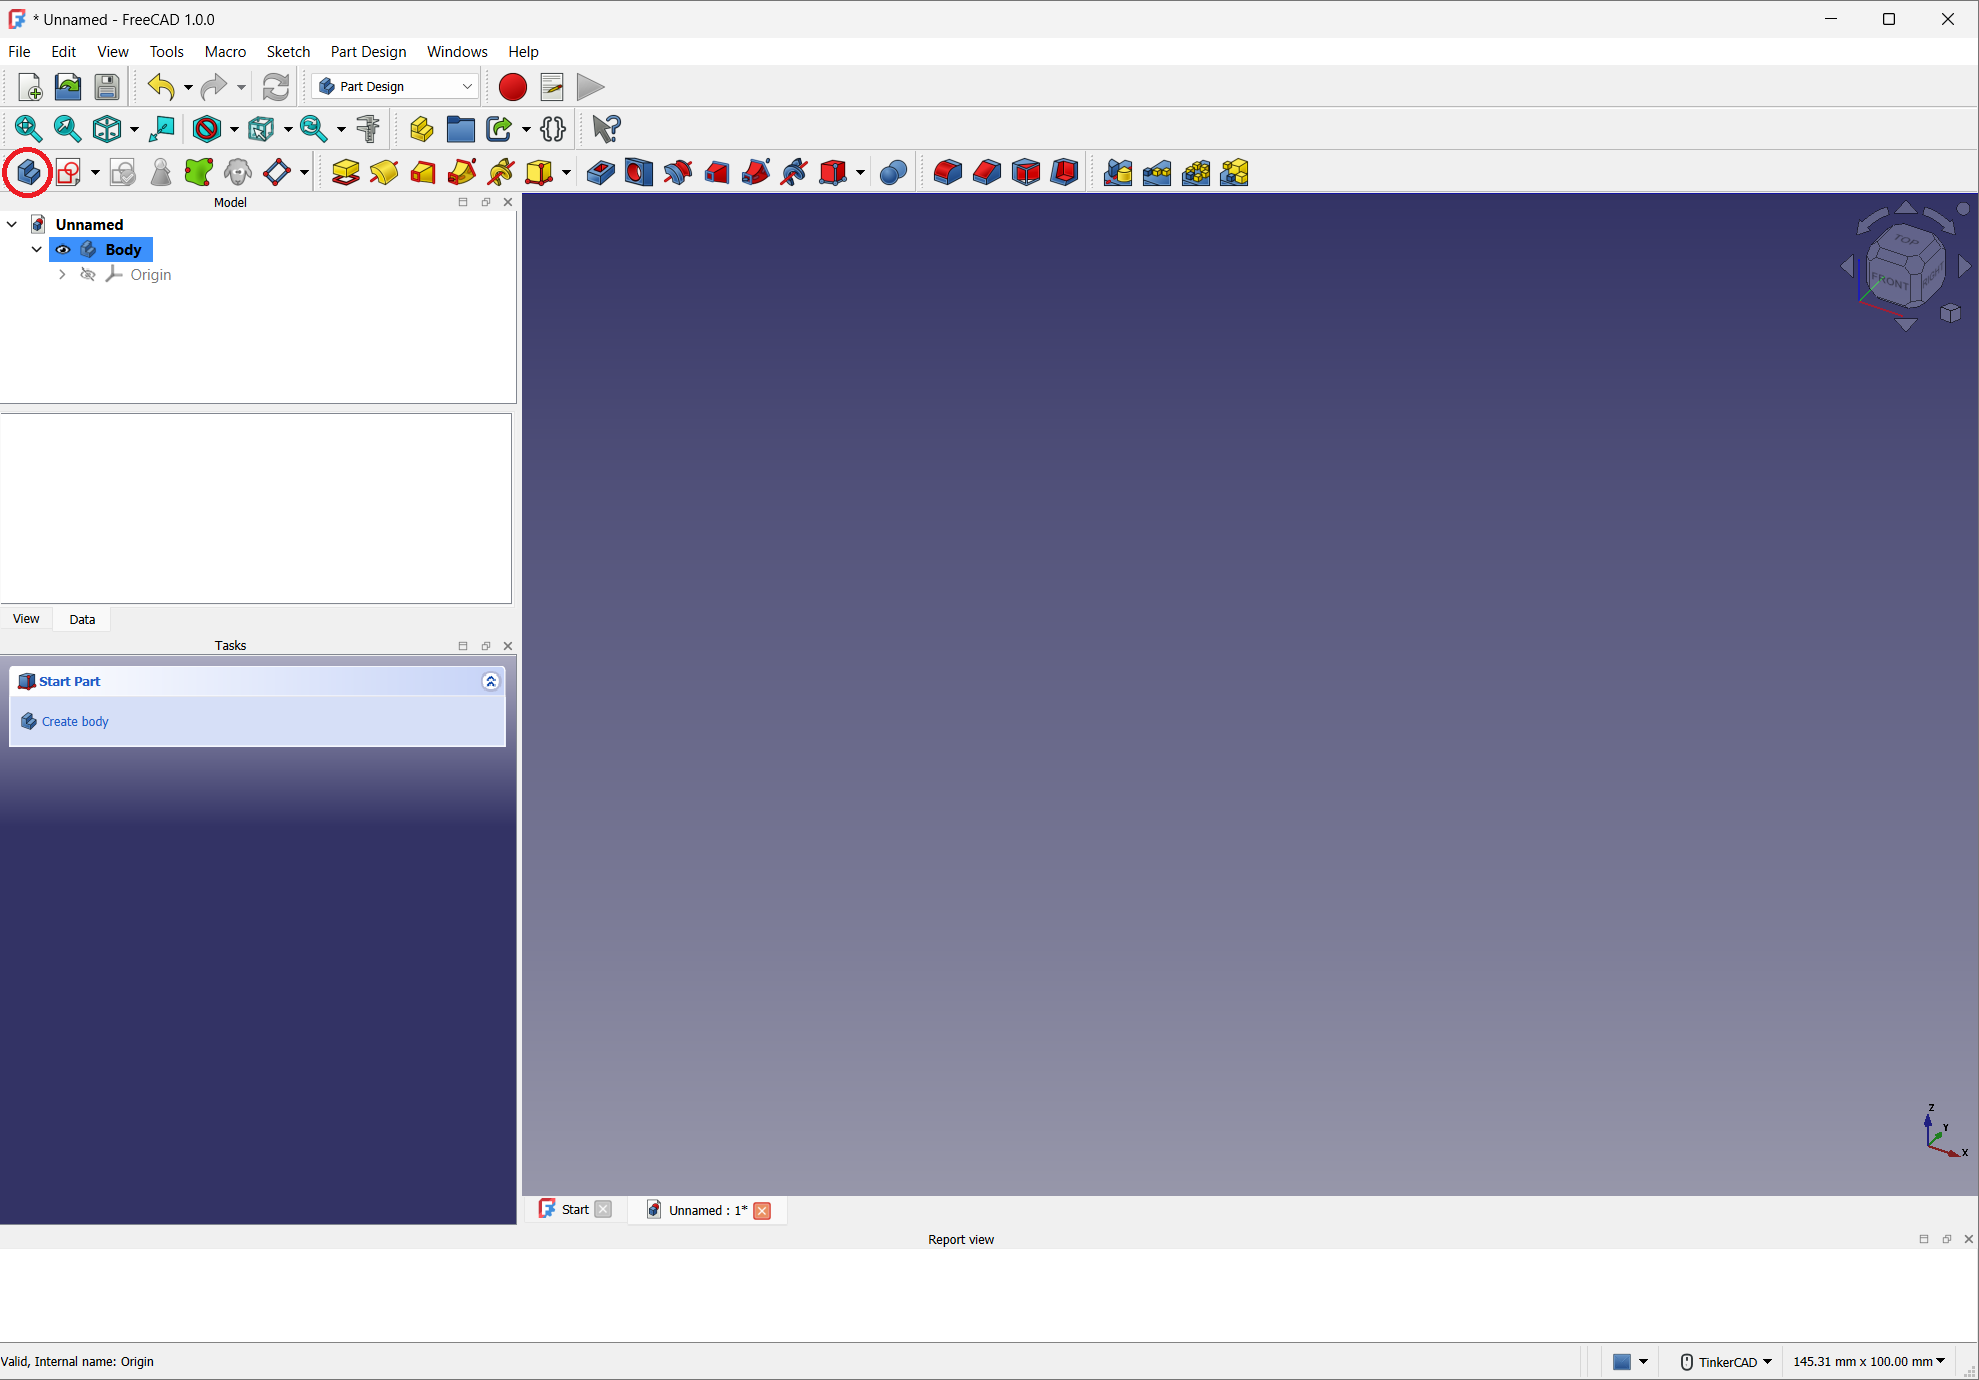 * Unnamed - FreeCAD 1.0.0
File Edit View Tools Macro Sketch Part Design Windows Help
Part Design
Model
Unnamed
Body
Origin
View Data
Tasks
Start Part
Create body
TOP
FRONT RIGHT
Z
Y
X
Start Unnamed : 1*
Report view
Valid, Internal name: Origin
TinkerCAD 145.31 mm x 100.00 mm